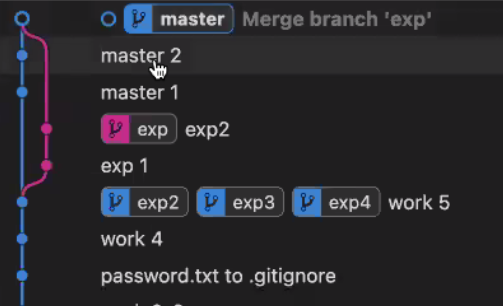 master Merge branch 'exp'
master 2
master 1
exp exp2
exp 1
exp2 exp3 exp4 work 5
work 4
password.txt to .gitignore